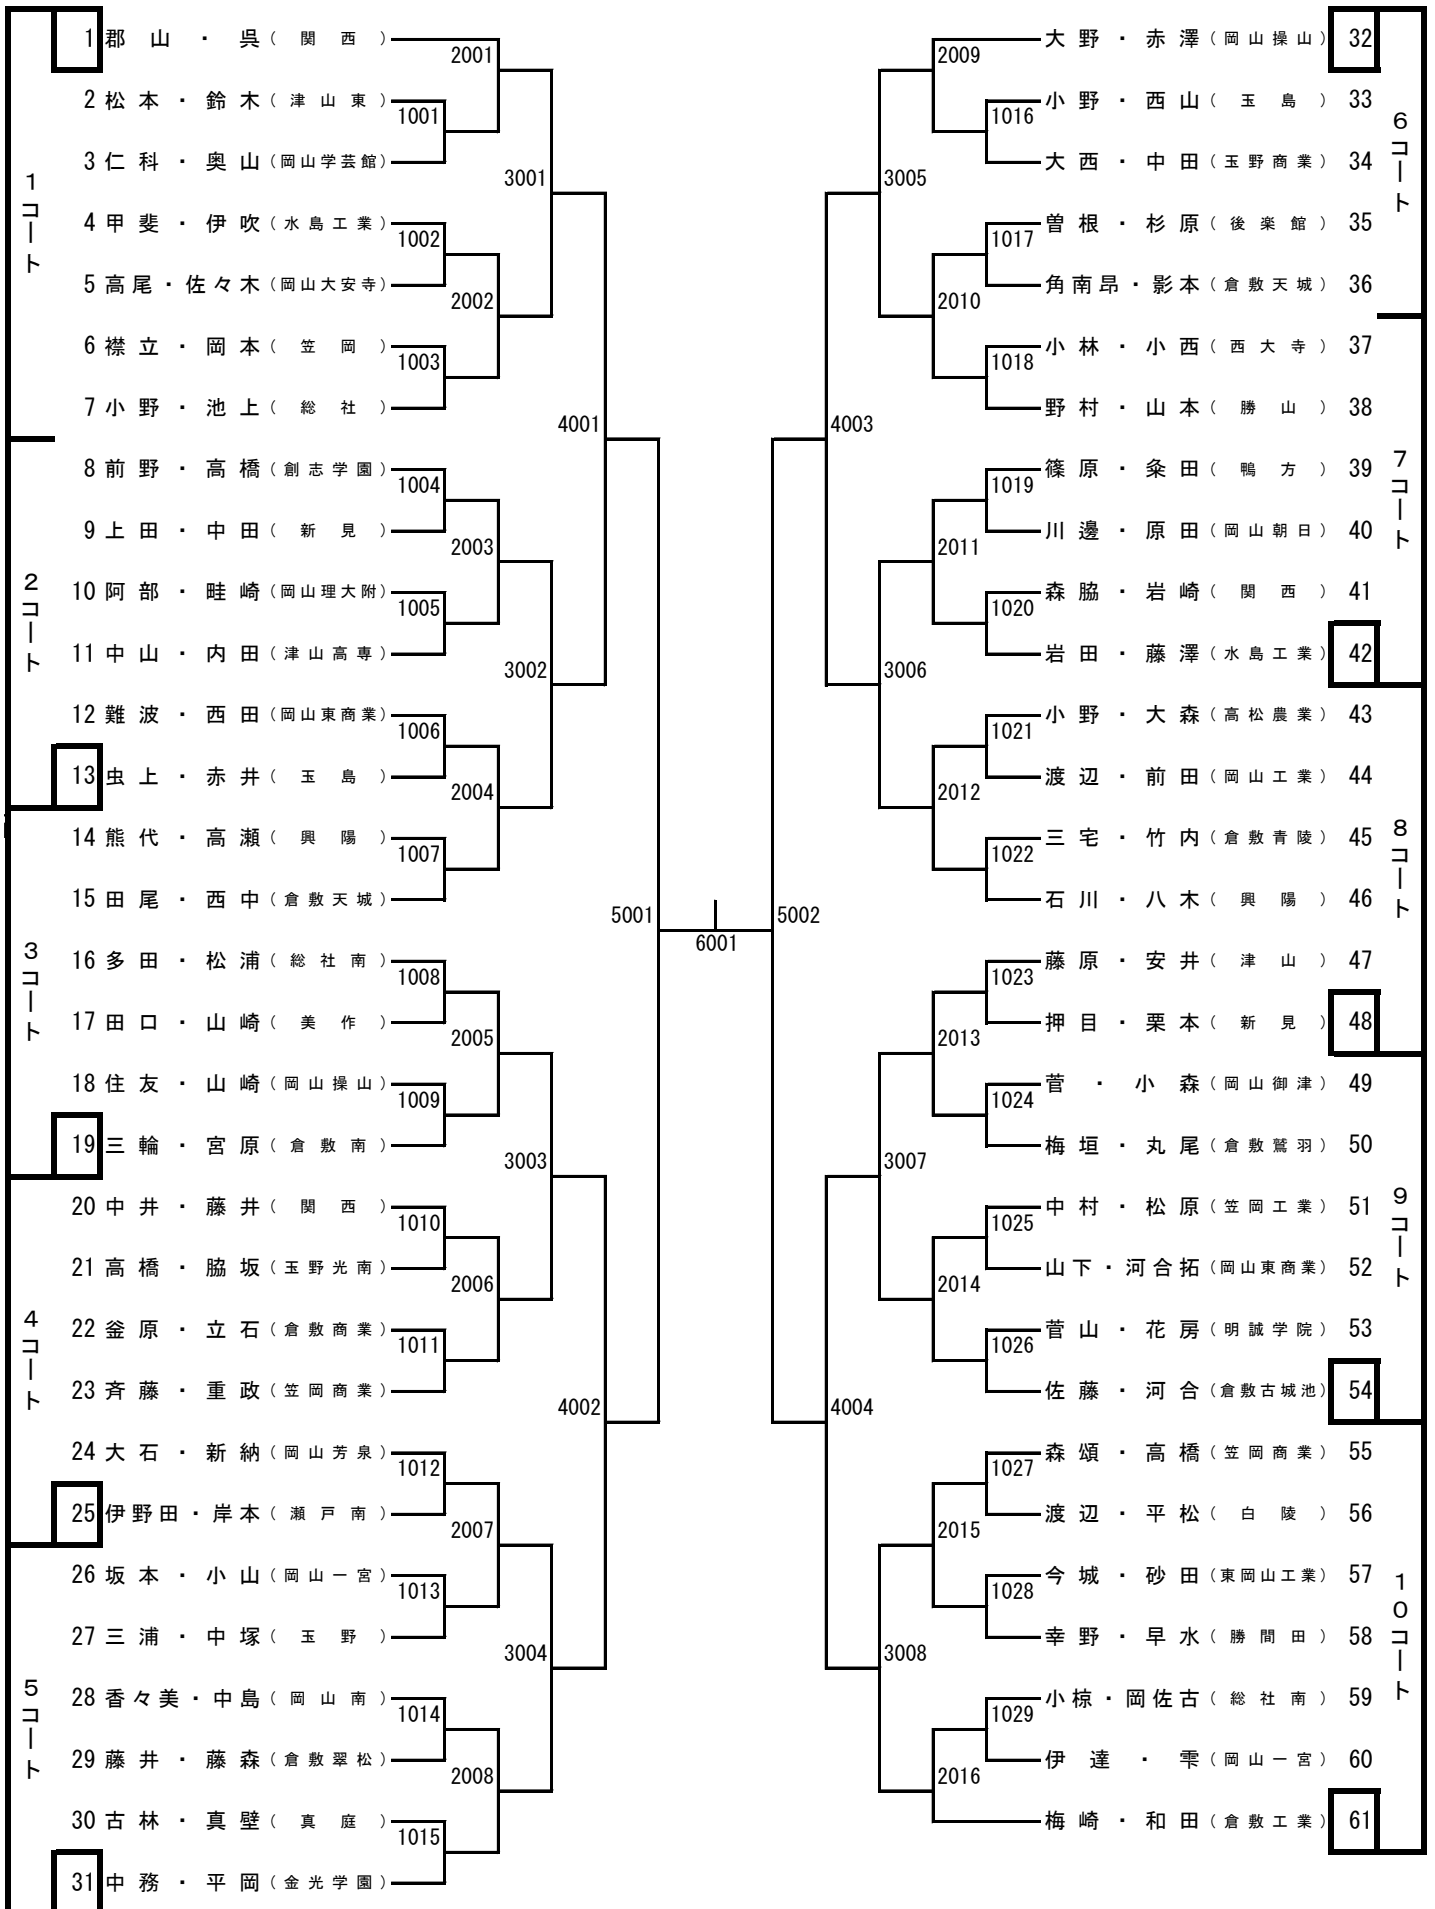 1コート
1 郡山・呉(関西)
2 松本・鈴木(津山東)
3 仁科・奥山(岡山学芸館)
4 甲斐・伊吹(水島工業)
5 高尾・佐々木(岡山大安寺)
6 襟立・岡本(笠岡)
7 小野・池上(総社)
2コート
8 前野・高橋(創志学園)
9 上田・中田(新見)
10 阿部・畦崎(岡山理大附)
11 中山・内田(津山高専)
12 難波・西田(岡山東商業)
13 虫上・赤井(玉島)
3コート
14 熊代・高瀬(興陽)
15 田尾・西中(倉敷天城)
16 多田・松浦(総社南)
17 田口・山崎(美作)
18 住友・山崎(岡山操山)
19 三輪・宮原(倉敷南)
4コート
20 中井・藤井(関西)
21 高橋・脇坂(玉野光南)
22 釜原・立石(倉敷商業)
23 斉藤・重政(笠岡商業)
24 大石・新納(岡山芳泉)
25 伊野田・岸本(瀬戸南)
5コート
26 坂本・小山(岡山一宮)
27 三浦・中塚(玉野)
28 香々美・中島(岡山南)
29 藤井・藤森(倉敷翠松)
30 古林・真壁(真庭)
31 中務・平岡(金光学園)
1001
1002
1003
1004
1005
1006
1007
1008
1009
1010
1011
1012
1013
1014
1015
2001
2002
2003
2004
2005
2006
2007
2008
3001
3002
3003
3004
4001
4002
5001
6001
5002
4003
4004
3005
3006
3007
3008
2009
2010
2011
2012
2013
2014
2015
2016
1016
1017
1018
1019
1020
1021
1022
1023
1024
1025
1026
1027
1028
1029
6コート
大野・赤澤(岡山操山) 32
小野・西山(玉島) 33
大西・中田(玉野商業) 34
曽根・杉原(後楽館) 35
角南昂・影本(倉敷天城) 36
7コート
小林・小西(西大寺) 37
野村・山本(勝山) 38
篠原・粂田(鴨方) 39
川邊・原田(岡山朝日) 40
森脇・岩崎(関西) 41
岩田・藤澤(水島工業) 42
8コート
小野・大森(高松農業) 43
渡辺・前田(岡山工業) 44
三宅・竹内(倉敷青陵) 45
石川・八木(興陽) 46
藤原・安井(津山) 47
押目・栗本(新見) 48
9コート
菅・小森(岡山御津) 49
梅垣・丸尾(倉敷鷲羽) 50
中村・松原(笠岡工業) 51
山下・河合拓(岡山東商業) 52
菅山・花房(明誠学院) 53
佐藤・河合(倉敷古城池) 54
10コート
森頌・高橋(笠岡商業) 55
渡辺・平松(白陵) 56
今城・砂田(東岡山工業) 57
幸野・早水(勝間田) 58
小椋・岡佐古(総社南) 59
伊達・雫(岡山一宮) 60
梅崎・和田(倉敷工業) 61